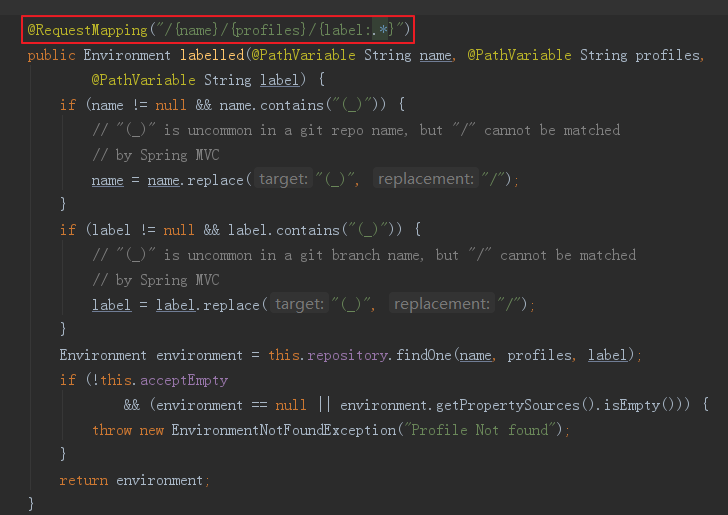 @RequestMapping("/{name}/{profiles}/{label:.*}")
public Environment labelled(@PathVariable String name, @PathVariable String profiles,
@PathVariable String label) {
if (name != null && name.contains("(_)")) {
// "(_)" is uncommon in a git repo name, but "/" cannot be matched
// by Spring MVC
name = name.replace( target: "(_)", replacement: "/");
}
if (label != null && label.contains("(_)")) {
// "(_)" is uncommon in a git branch name, but "/" cannot be matched
// by Spring MVC
label = label.replace( target: "(_)", replacement: "/");
}
Environment environment = this.repository.findOne(name, profiles, label);
if (!this.acceptEmpty
&& (environment == null || environment.getPropertySources().isEmpty())) {
throw new EnvironmentNotFoundException("Profile Not found");
}
return environment;
}